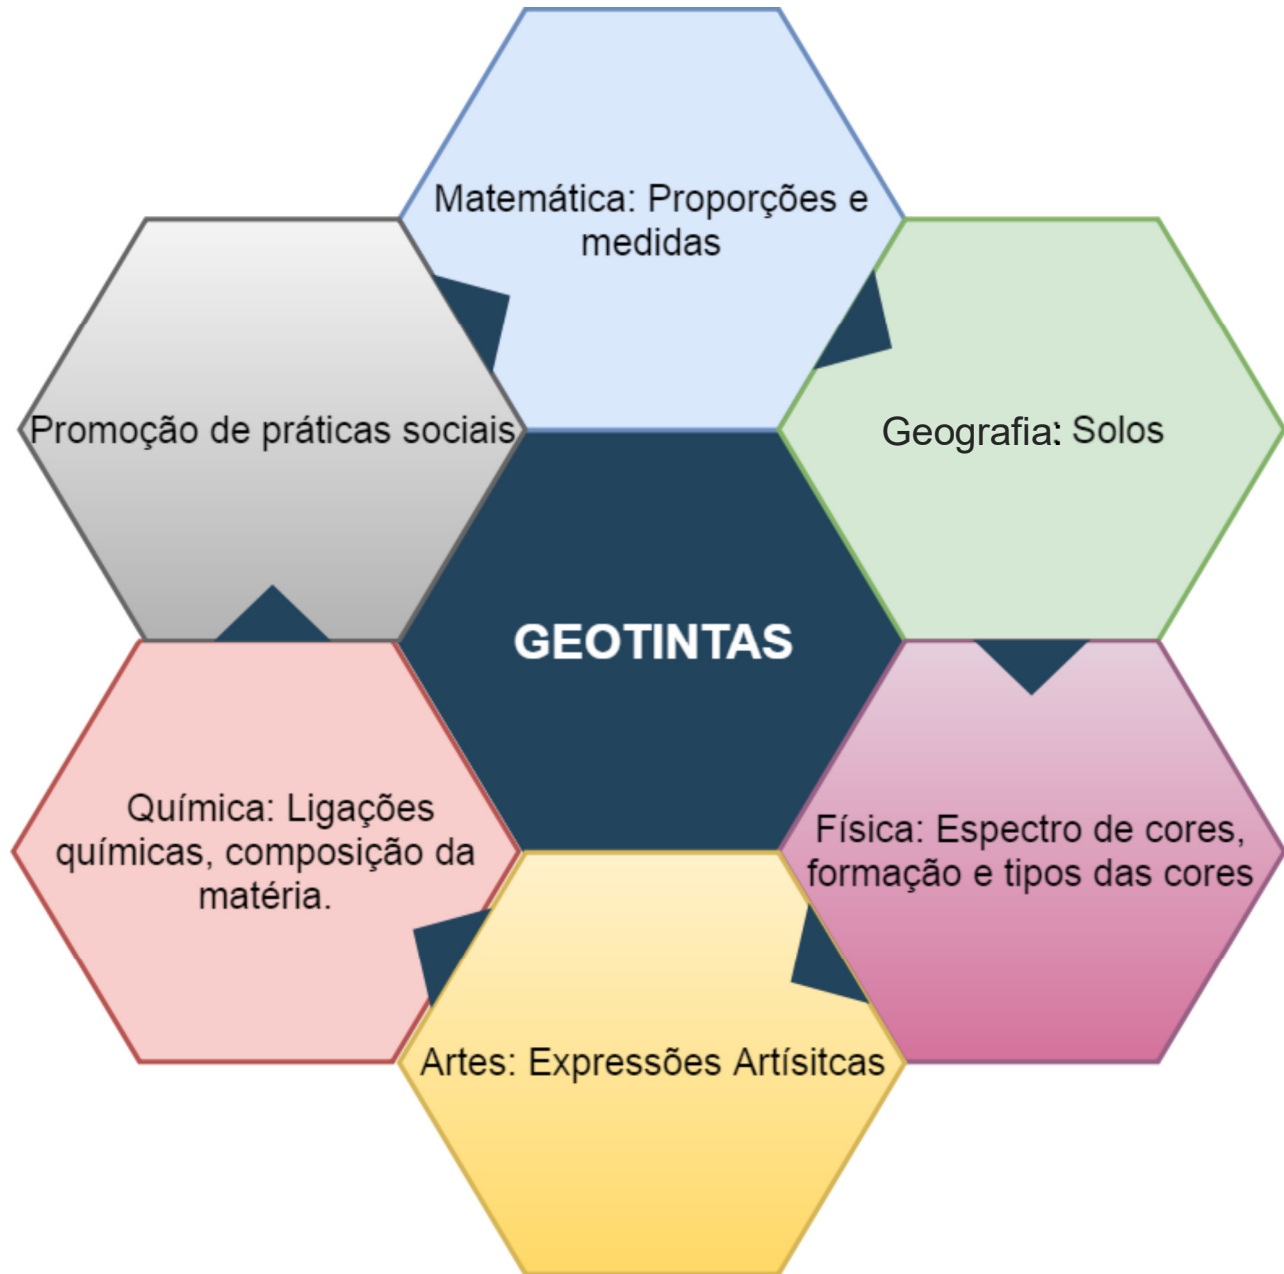 Matemática: Proporções e
medidas
Promoção de práticas sociais
Geografia: Solos
GEOTINTAS
Química: Ligações
químicas, composição da
matéria.
Física: Espectro de cores,
formação e tipos das cores
Artes: Expressões Artísitcas